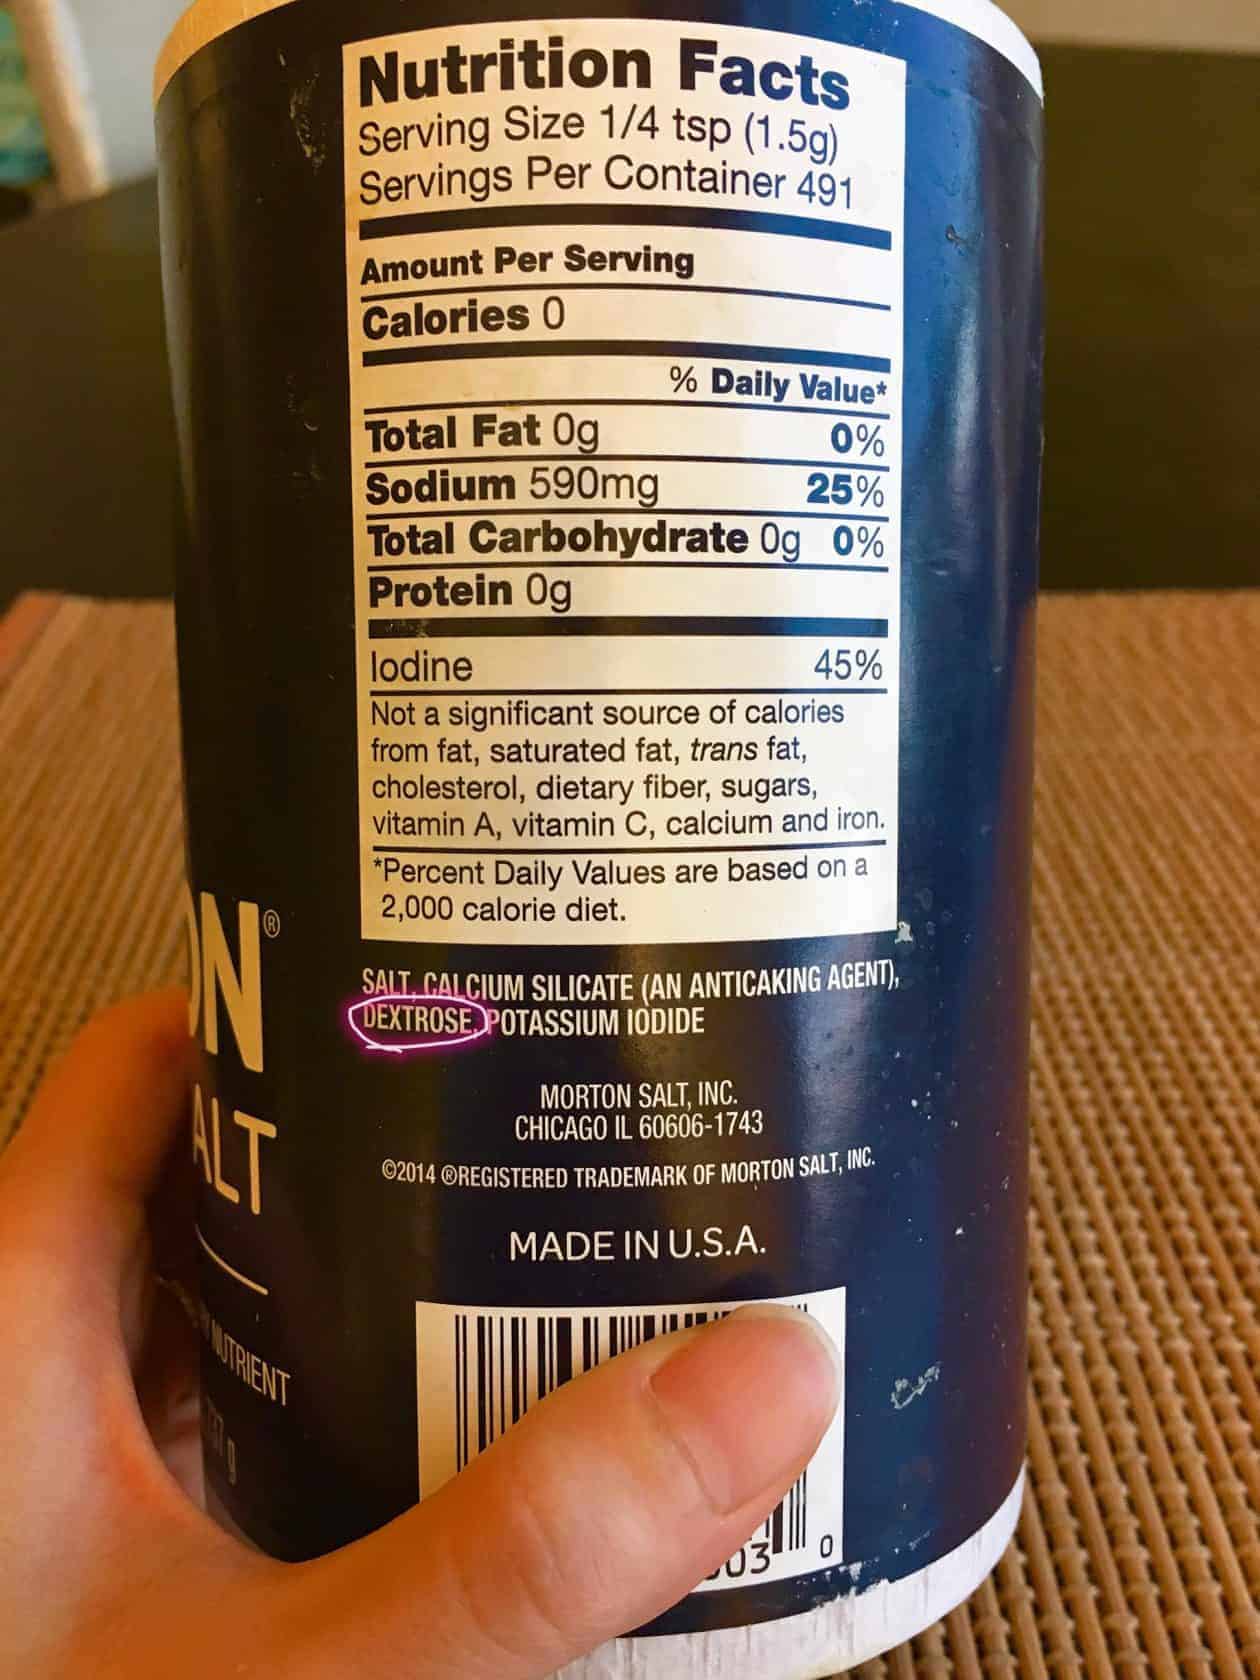 Nutrition Facts
Serving Size 1/4 tsp (1.5g)
Servings Per Container 491
Amount Per Serving
Calories 0
% Daily Value*
Total Fat 0g 0%
Sodium 590mg 25%
Total Carbohydrate 0g 0%
Protein 0g
Iodine 45%
Not a significant source of calories
from fat, saturated fat, trans fat,
cholesterol, dietary fiber, sugars,
vitamin A, vitamin C, calcium and iron.
*Percent Daily Values are based on a
2,000 calorie diet.
SALT, CALCIUM SILICATE (AN ANTICAKING AGENT),
DEXTROSE, POTASSIUM IODIDE
MORTON SALT, INC.
CHICAGO IL 60606-1743
©2014 ®REGISTERED TRADEMARK OF MORTON SALT, INC.
MADE IN U.S.A.
ON®
ALT
NUTRIENT
37 g
03 0